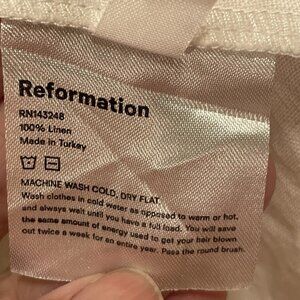 Reformation
RN143248
100% Linen
Made in Turkey
MACHINE WASH COLD, DRY FLAT
Wash clothes in cold water as opposed to warm or hot,
and always wait until you have a full load. You will save
the same amount of energy used to get your hair blown
out twice a week for an entire year. Pass the round brush.